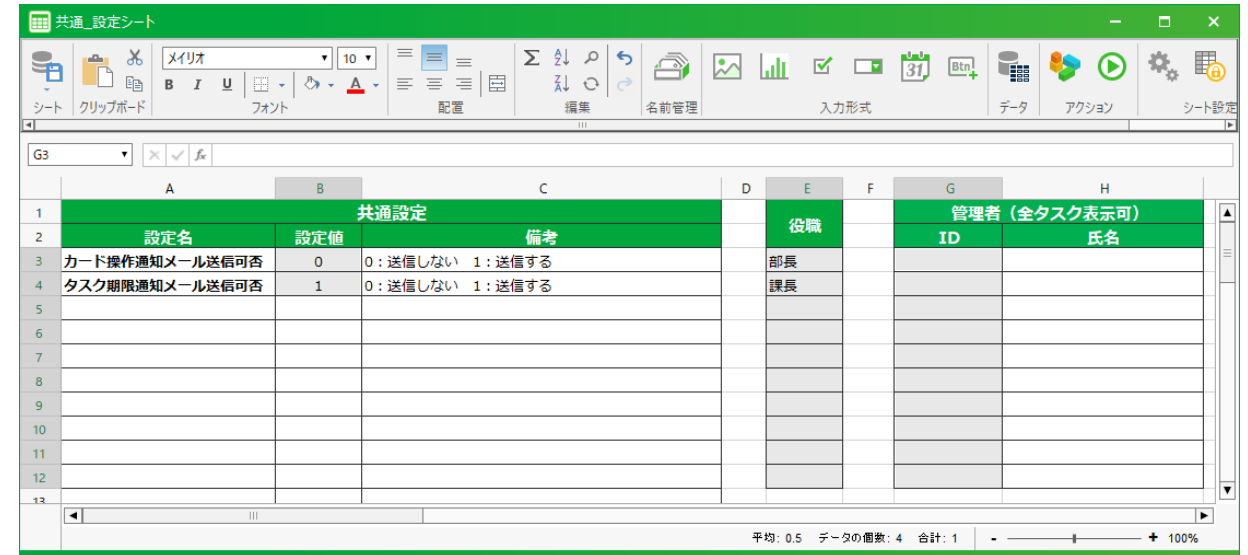 共通_設定シート
メイリオ 10
B I U A
Σ
31 Btn
シート クリップボード フォント 配置 編集 名前管理 入力形式 データ アクション シート設定
G3 fx
A B C D E F G H
1 共通設定 役職 管理者（全タスク表示可）
2 設定名 設定値 備考 ID 氏名
3 カード操作通知メール送信可否 0 0：送信しない 1：送信する 部長
4 タスク期限通知メール送信可否 1 0：送信しない 1：送信する 課長
5
6
7
8
9
10
11
12
13
平均: 0.5 データの個数: 4 合計: 1 - + 100%